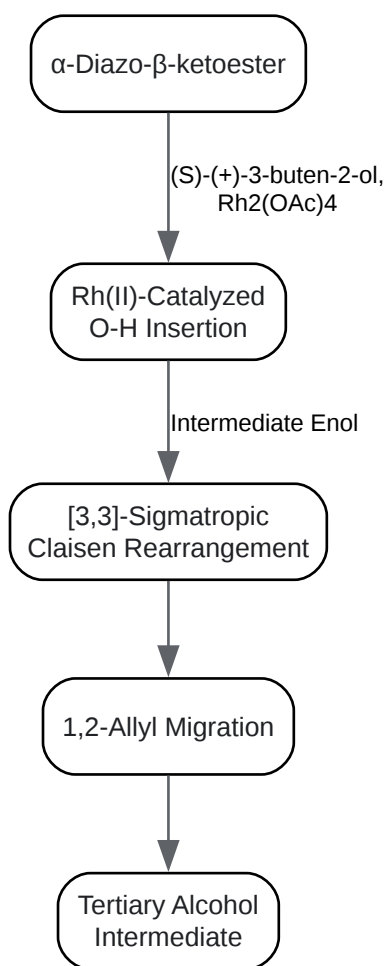 α-Diazo-β-ketoester
(S)-(+)-3-buten-2-ol,
Rh2(OAc)4
Rh(II)-Catalyzed
O-H Insertion
Intermediate Enol
[3,3]-Sigmatropic
Claisen Rearrangement
1,2-Allyl Migration
Tertiary Alcohol
Intermediate